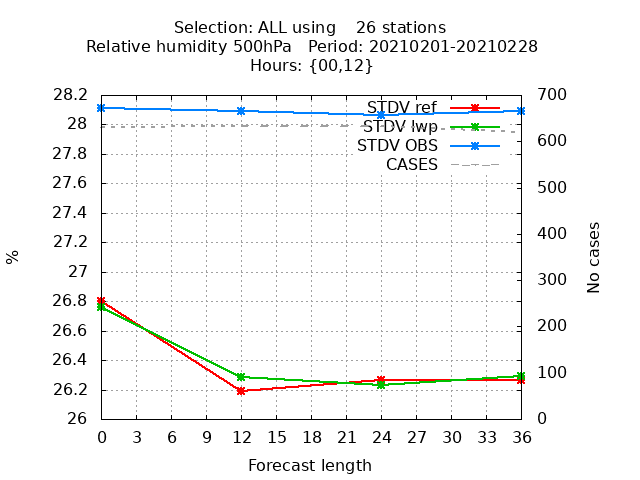 Selection: ALL using    26 stations
Relative humidity 500hPa   Period: 20210201-20210228
Hours: {00,12}
28.2
28
27.8
27.6
27.4
27.2
27
26.8
26.6
26.4
26.2
26
%
STDV ref
STDV lwp
STDV OBS
CASES
700
600
500
400
300
200
100
0
No cases
0 3 6 9 12 15 18 21 24 27 30 33 36
Forecast length